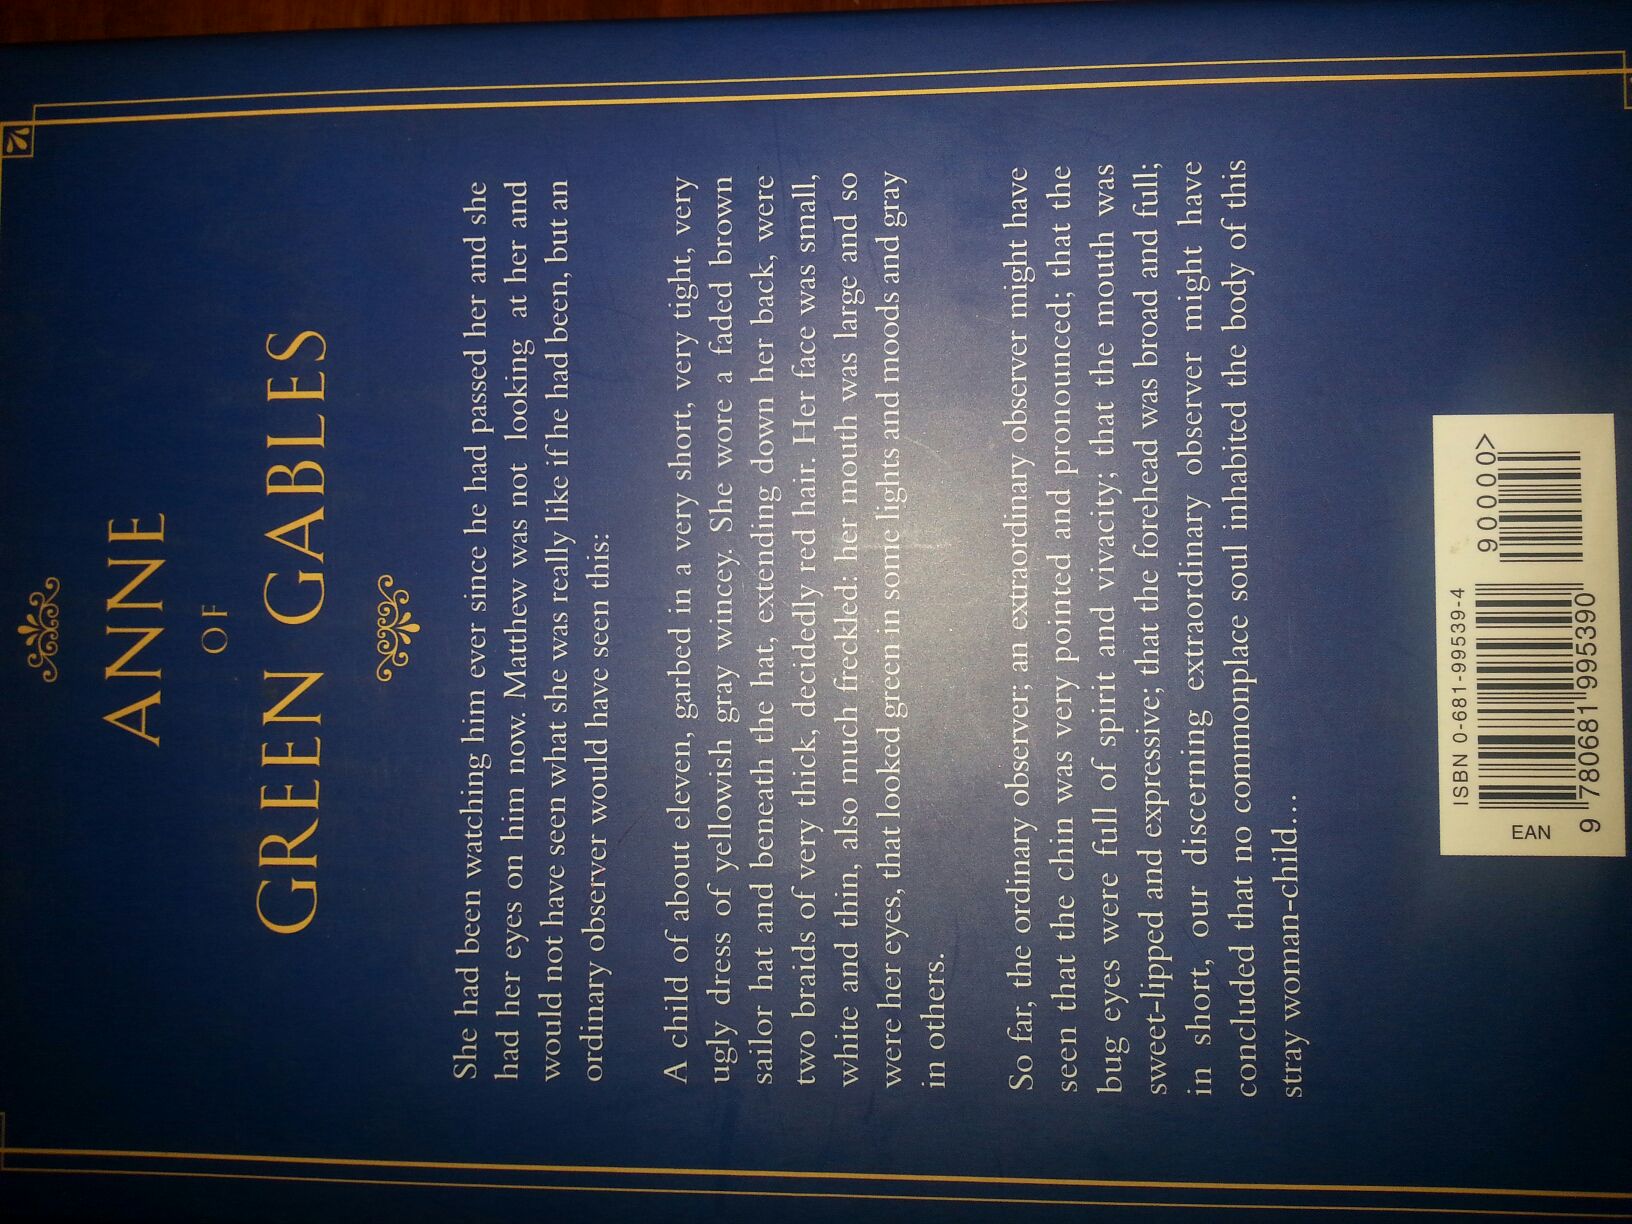 ANNE
OF
GREEN GABLES
She had been watching him ever since he had passed her and she
had her eyes on him now. Matthew was not looking at her and
would not have seen what she was really like if he had been, but an
ordinary observer would have seen this:
A child of about eleven, garbed in a very short, very tight, very
ugly dress of yellowish gray wincey. She wore a faded brown
sailor hat and beneath the hat, extending down her back, were
two braids of very thick, decidedly red hair. Her face was small,
white and thin, also much freckled: her mouth was large and so
were her eyes, that looked green in some lights and moods and gray
in others.
So far, the ordinary observer; an extraordinary observer might have
seen that the chin was very pointed and pronounced; that the
bug eyes were full of spirit and vivacity; that the mouth was
sweet-lipped and expressive; that the forehead was broad and full;
in short, our discerning extraordinary observer might have
concluded that no commonplace soul inhabited the body of this
stray woman-child...
ISBN 0-681-99539-4
90000>
EAN
9 780681 995390